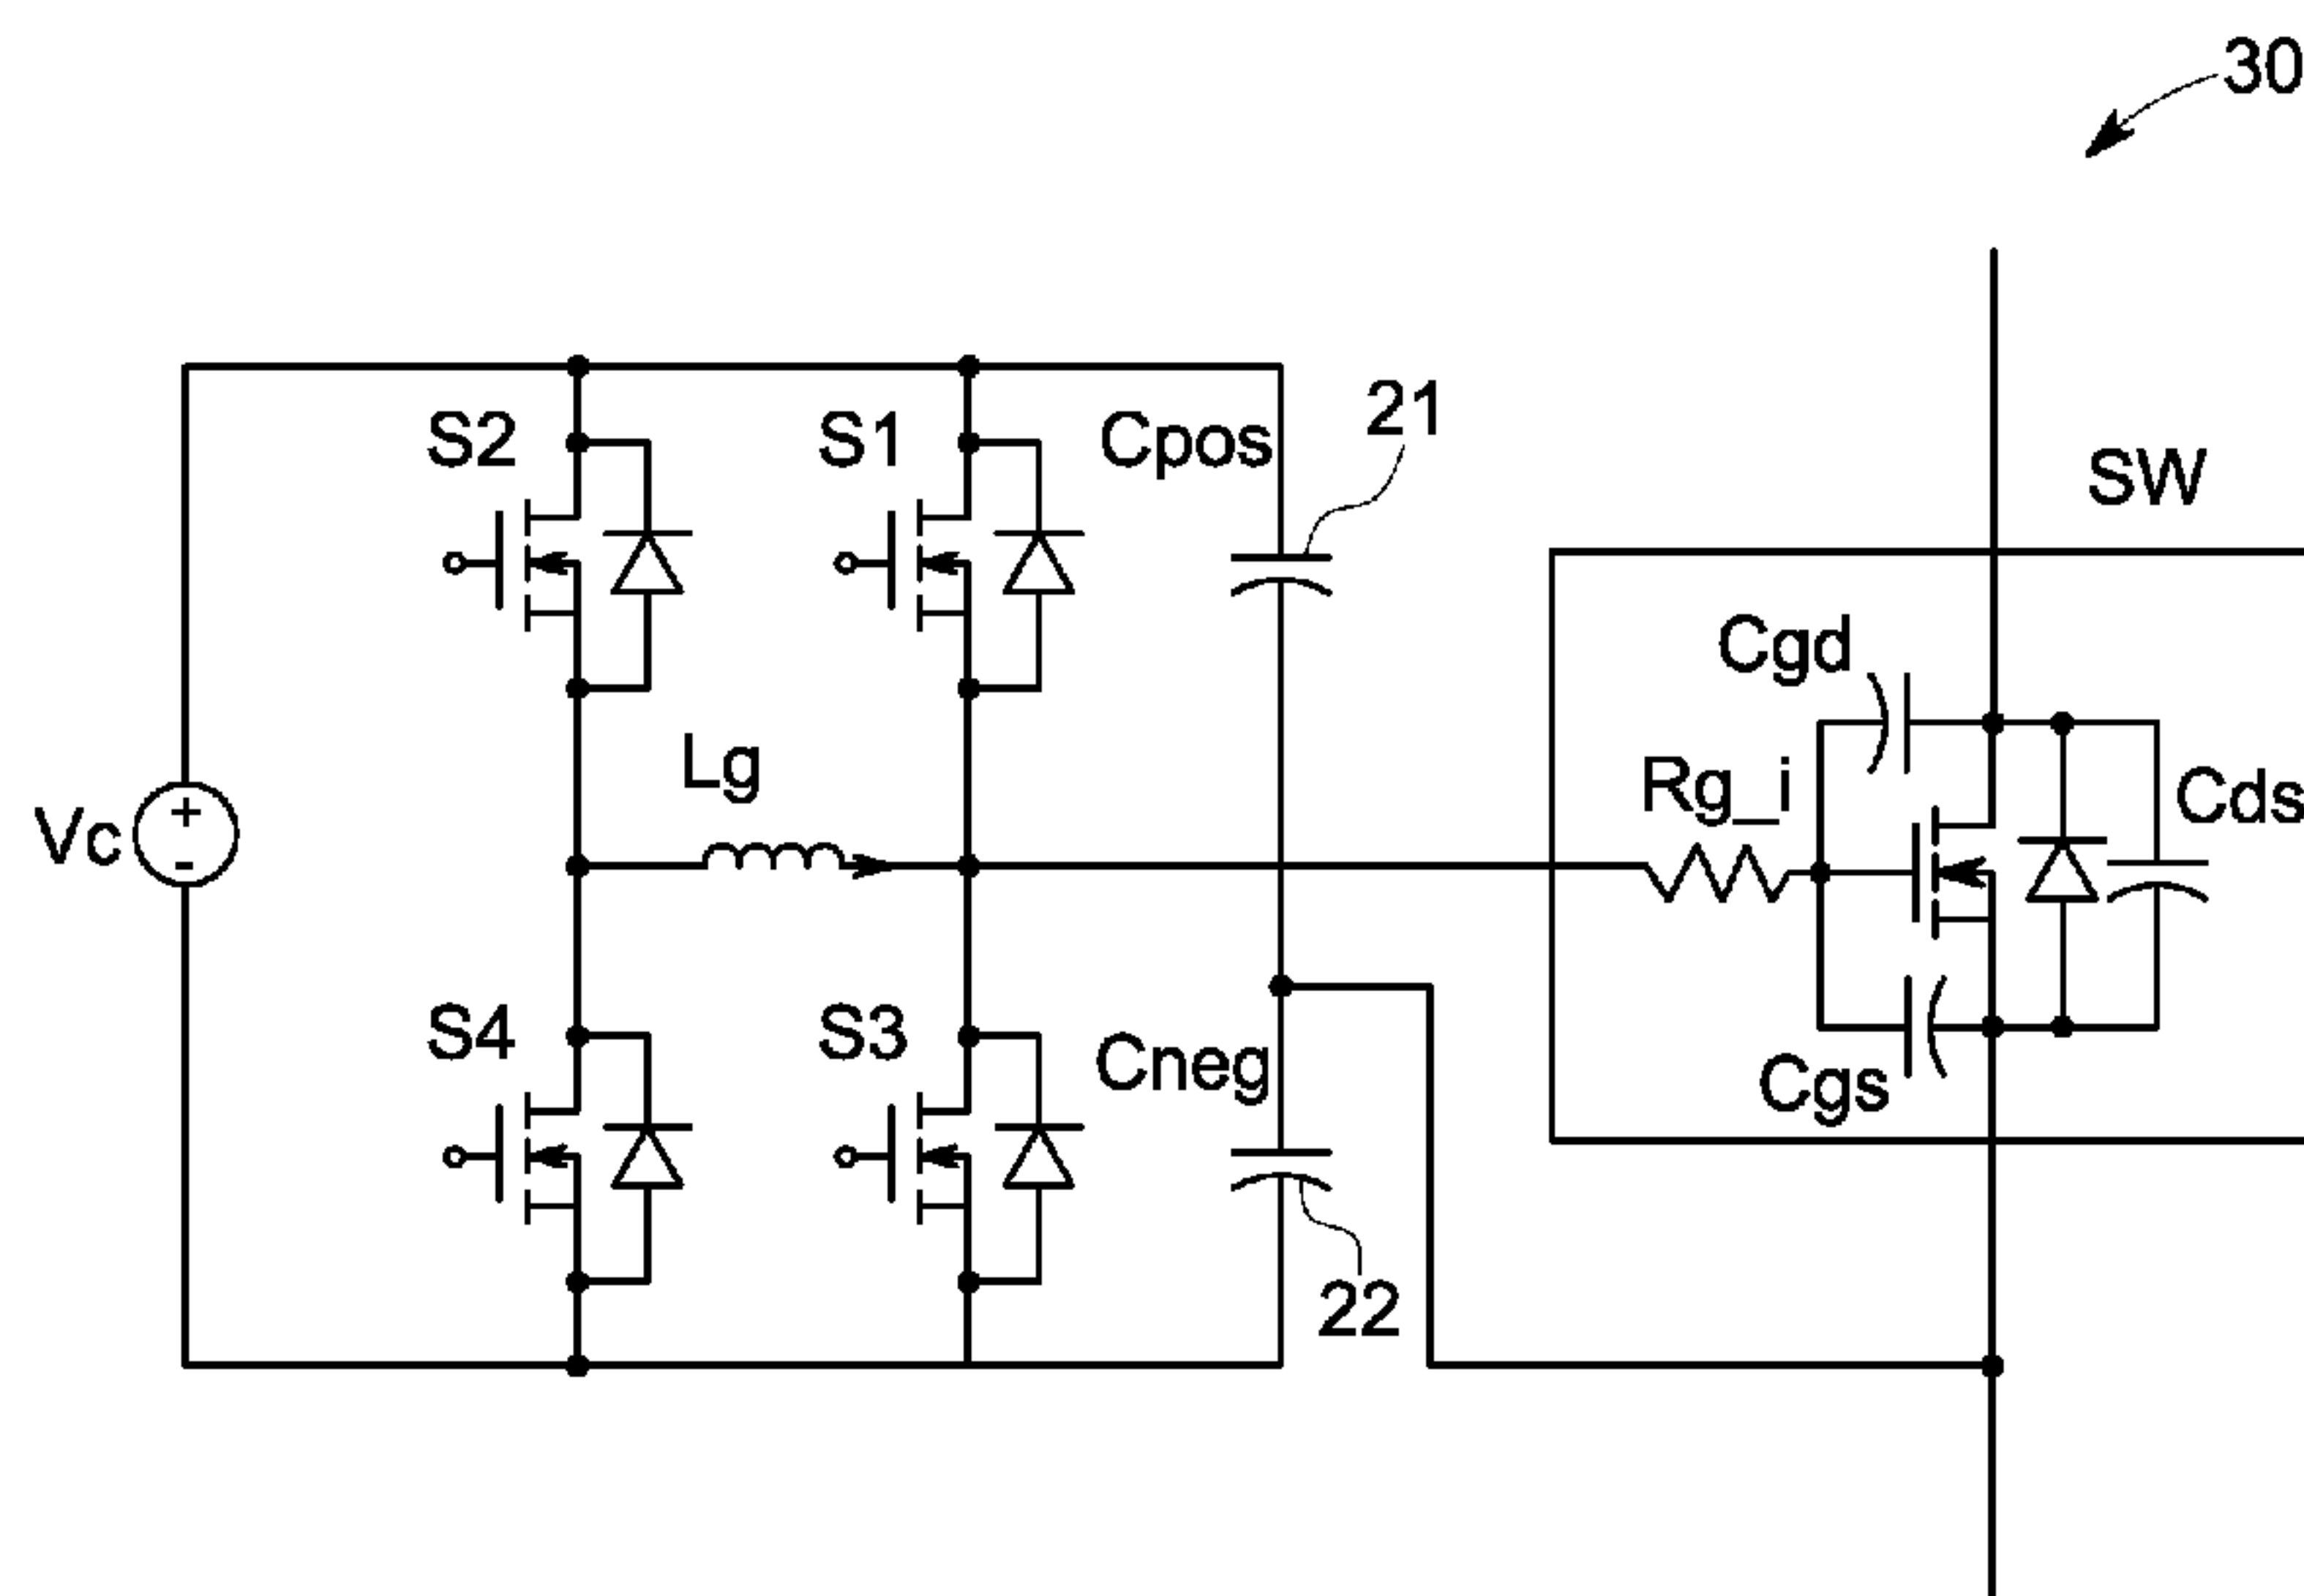 30
S2
S1
Cpos
21
SW
Cgd
Lg
Rg_i
Cds
Vc
+
-
S4
S3
Cneg
Cgs
22